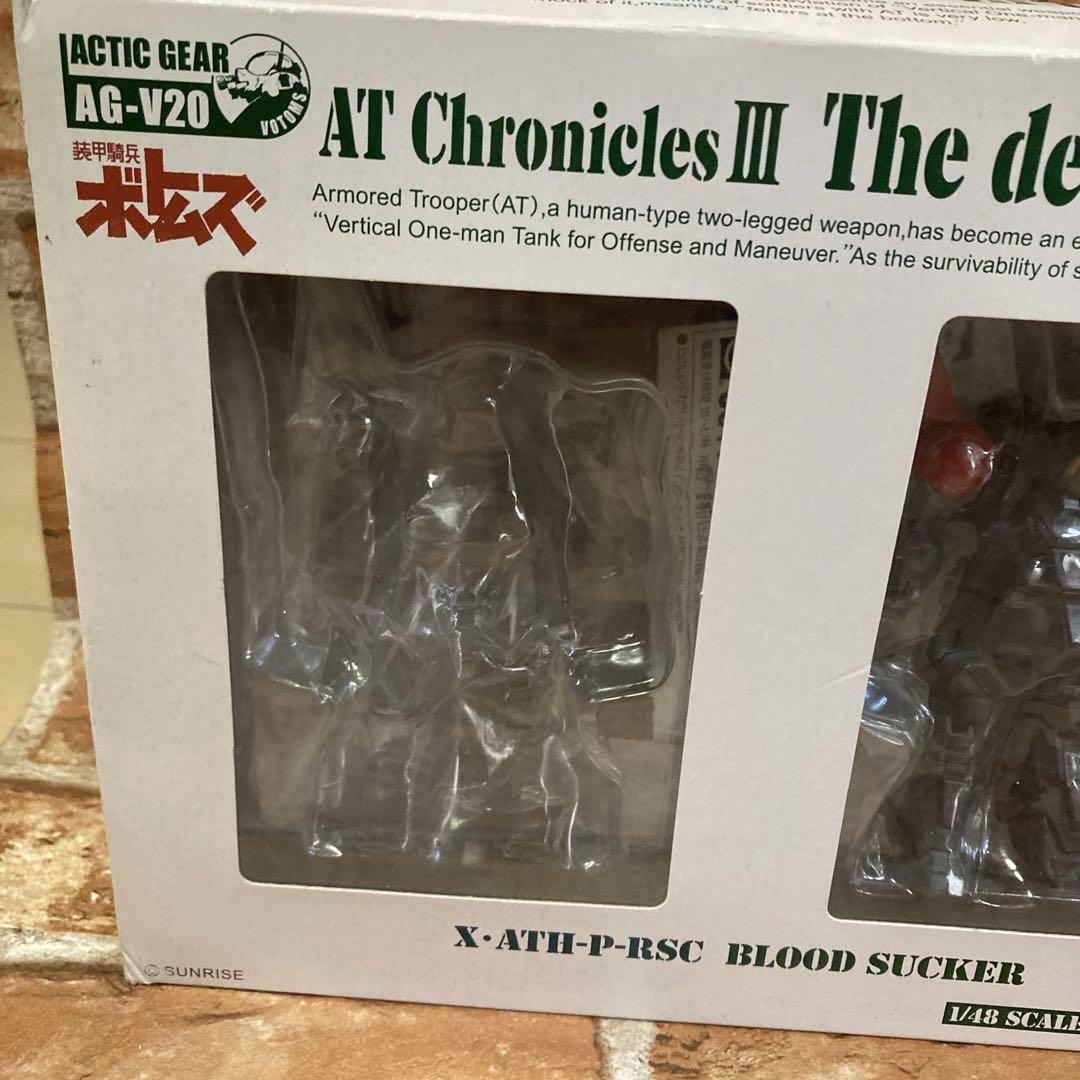 ACTIC GEAR
AG-V20
VOTOMS
装甲騎兵
ボトムズ
AT Chronicles III The de
Armored Trooper(AT),a human-type two-legged weapon,has become an e
“Vertical One-man Tank for Offense and Maneuver.”As the survivability of s
X·ATH-P-RSC BLOOD SUCKER
© SUNRISE
1/48 SCALE